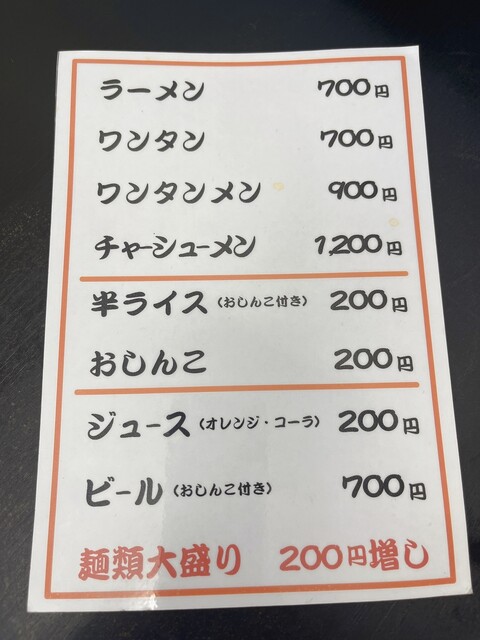 ラーメン 700円
ワンタン 700円
ワンタンメン 900円
チャーシューメン 1,200円
半ライス（おしんこ付き） 200円
おしんこ 200円
ジュース（オレンジ・コーラ） 200円
ビール（おしんこ付き） 700円
麺類大盛り 200円増し